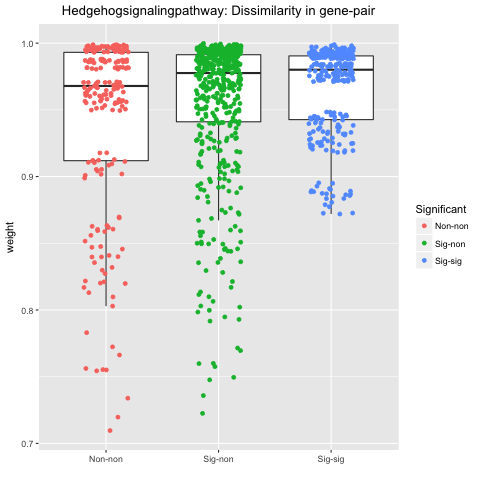 Hedgehogsignalingpathway: Dissimilarity in gene-pair
1.0
0.9
0.8
0.7
weight
Non-non
Sig-non
Sig-sig
Significant
Non-non
Sig-non
Sig-sig